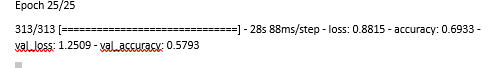 Epoch 25/25
313/313 [==============================] - 28s 88ms/step - loss: 0.8815 - accuracy: 0.6933 -
val_loss: 1.2509 - val_accuracy: 0.5793